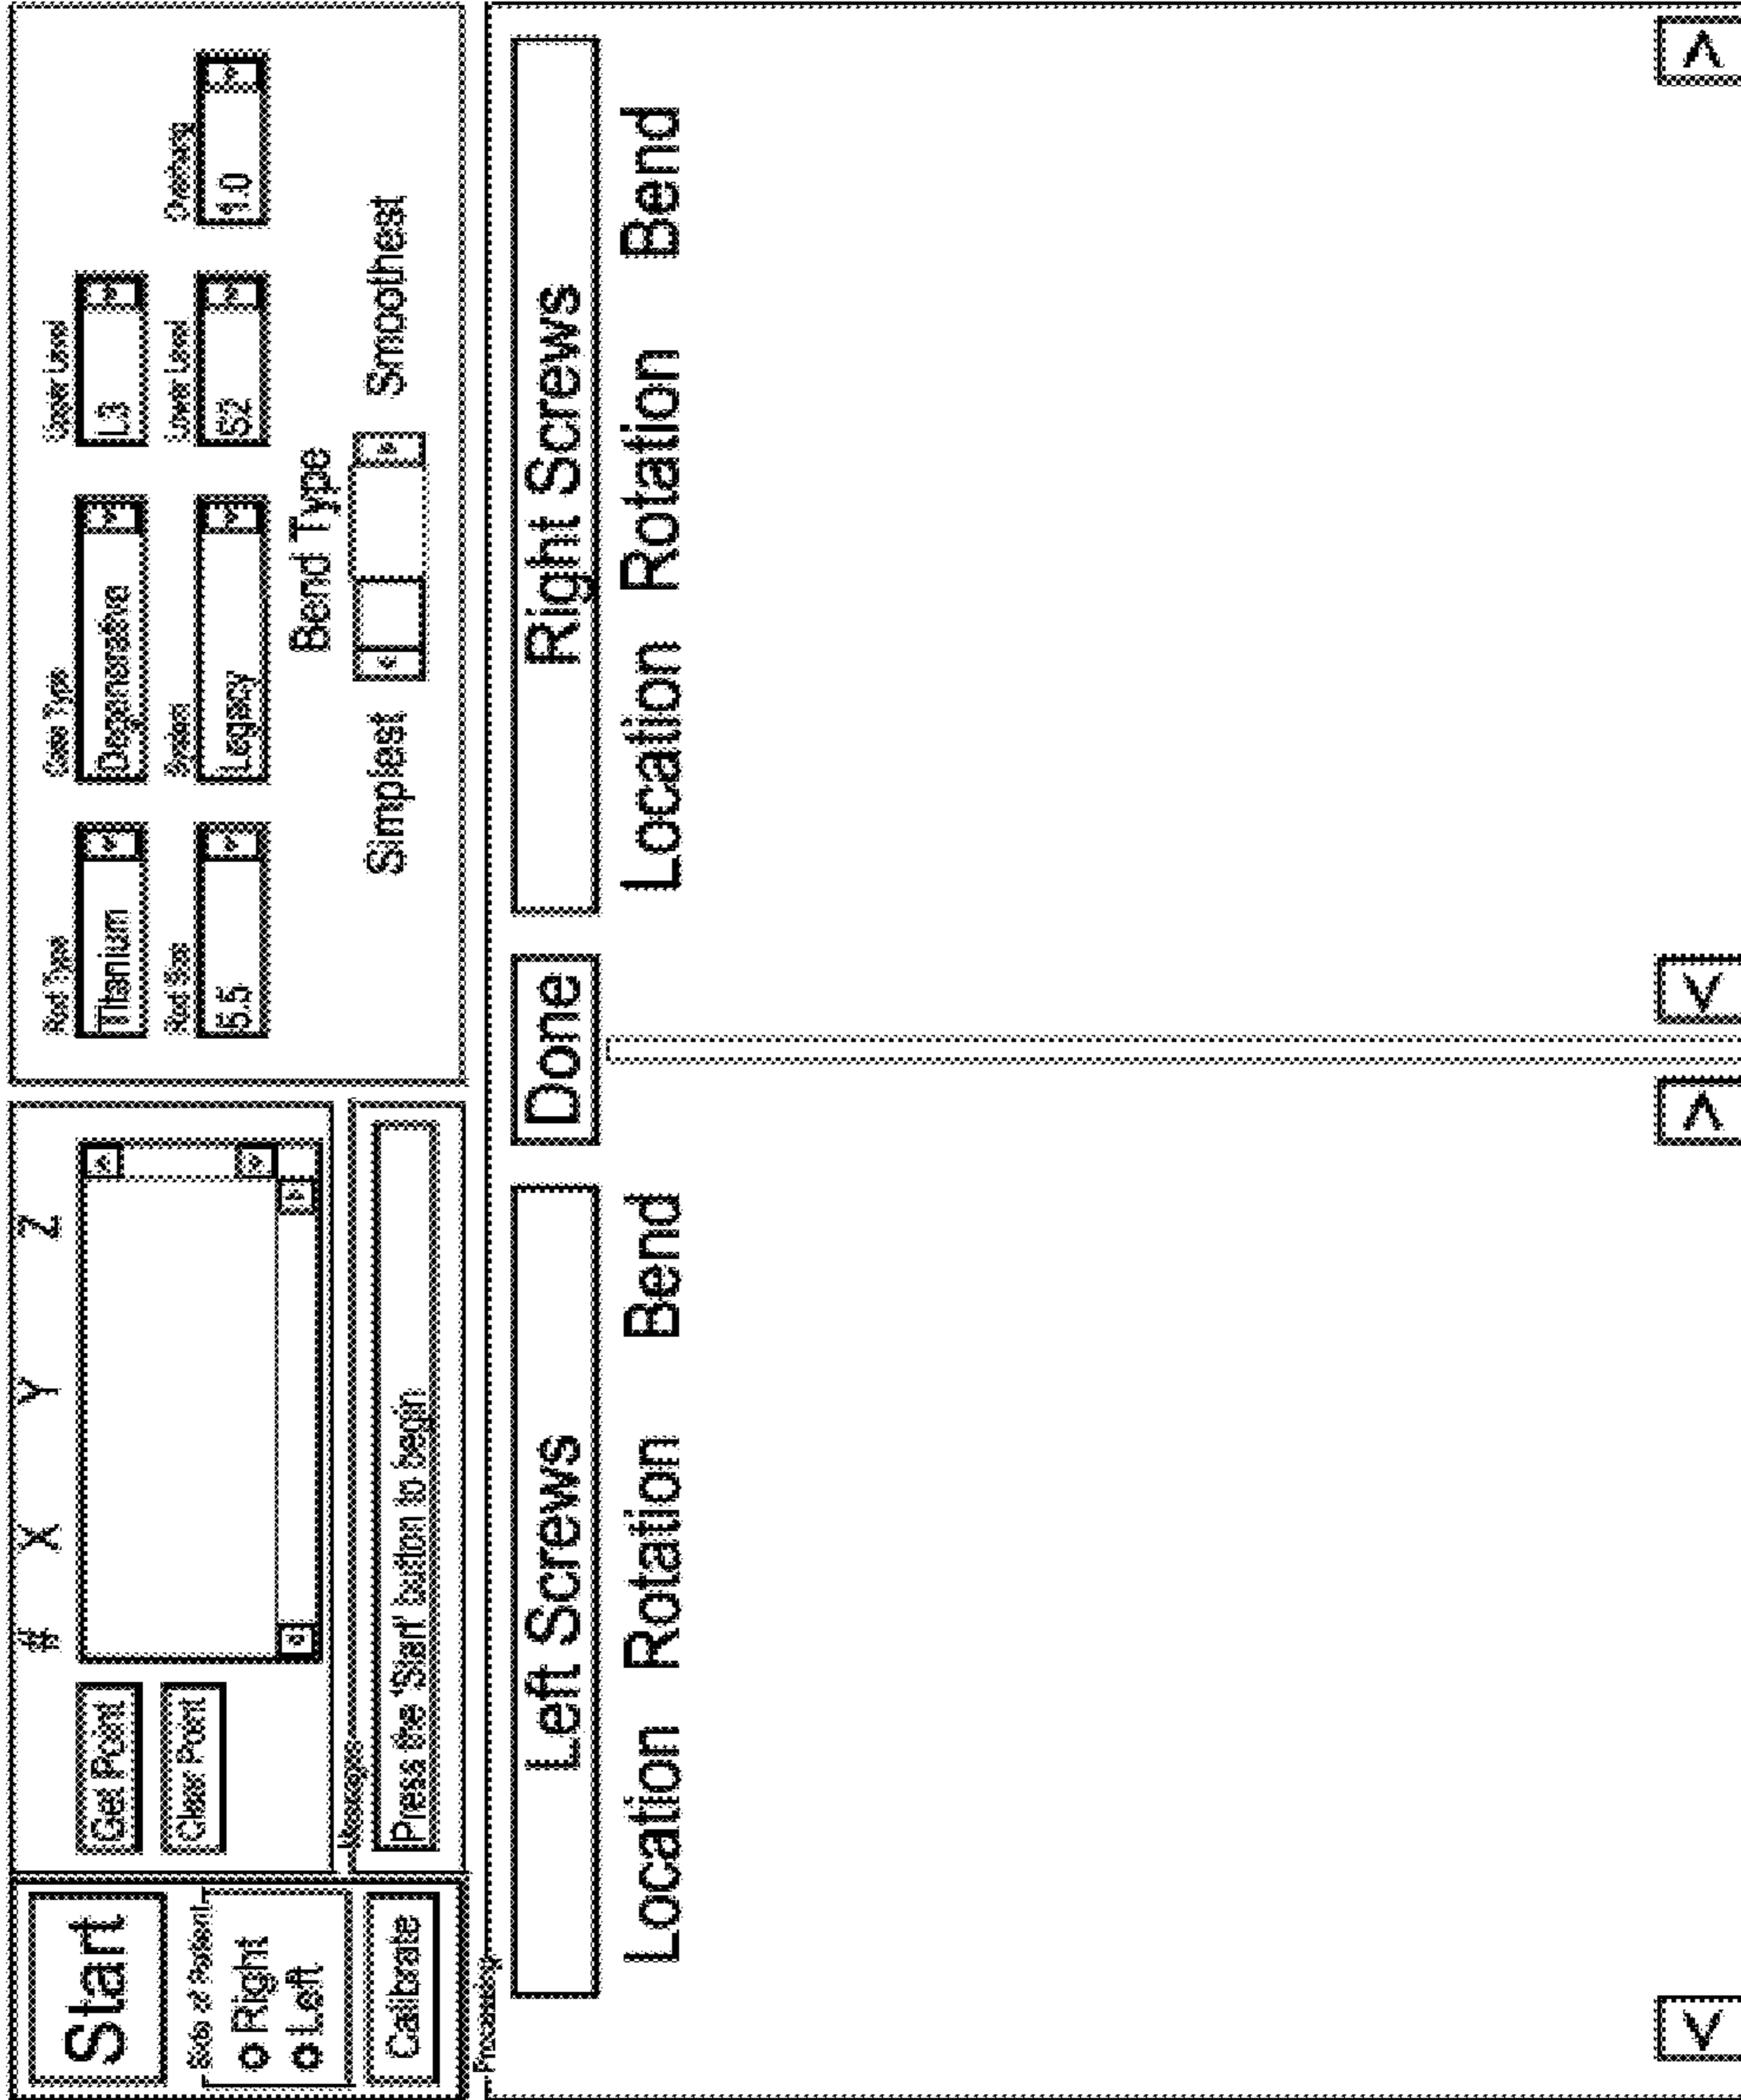 Start
Side of Patient
Right
Left
Calibrate
# X Y Z
Get Point
Clear Point
Message
Press the 'Start' button to begin
Rod Type
Titanium
Case Type
Degenerative
Upper Level
L3
Rod Size
5.5
System
Legacy
Lower Level
S2
Overhang
1.0
Bend Type
Simplest Smoothest
Processing
Left Screws Done Right Screws
Location Rotation Bend Location Rotation Bend